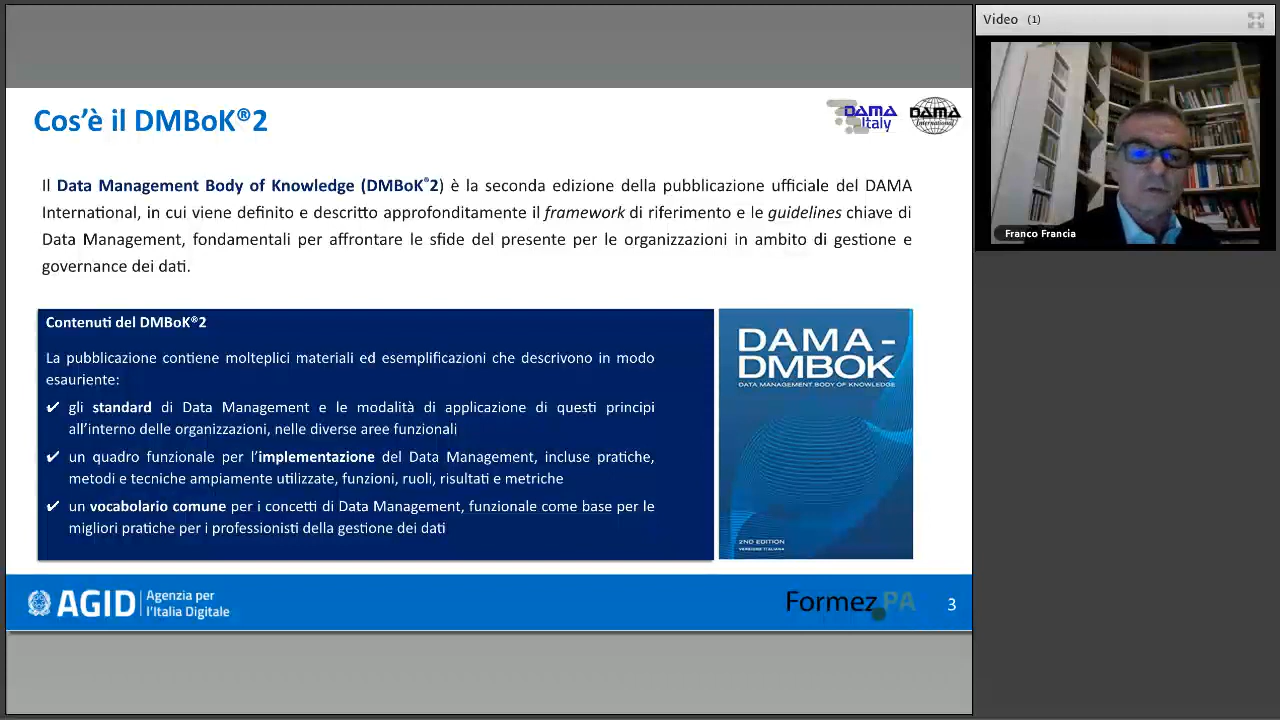 Cos'è il DMBoK®2
DAMA
Italy
DAMA
International
Il Data Management Body of Knowledge (DMBoK®2) è la seconda edizione della pubblicazione ufficiale del DAMA
International, in cui viene definito e descritto approfonditamente il framework di riferimento e le guidelines chiave di
Data Management, fondamentali per affrontare le sfide del presente per le organizzazioni in ambito di gestione e
governance dei dati.
Contenuti del DMBoK®2
La pubblicazione contiene molteplici materiali ed esemplificazioni che descrivono in modo
esauriente:
✔ gli standard di Data Management e le modalità di applicazione di questi principi
all'interno delle organizzazioni, nelle diverse aree funzionali
✔ un quadro funzionale per l'implementazione del Data Management, incluse pratiche,
metodi e tecniche ampiamente utilizzate, funzioni, ruoli, risultati e metriche
✔ un vocabolario comune per i concetti di Data Management, funzionale come base per le
migliori pratiche per i professionisti della gestione dei dati
DAMA-
DMBOK
DATA MANAGEMENT BODY OF KNOWLEDGE
2ND EDITION
VERSIONE ITALIANA
AGID
Agenzia per
l'Italia Digitale
Formez PA
3
Video (1)
Franco Francia